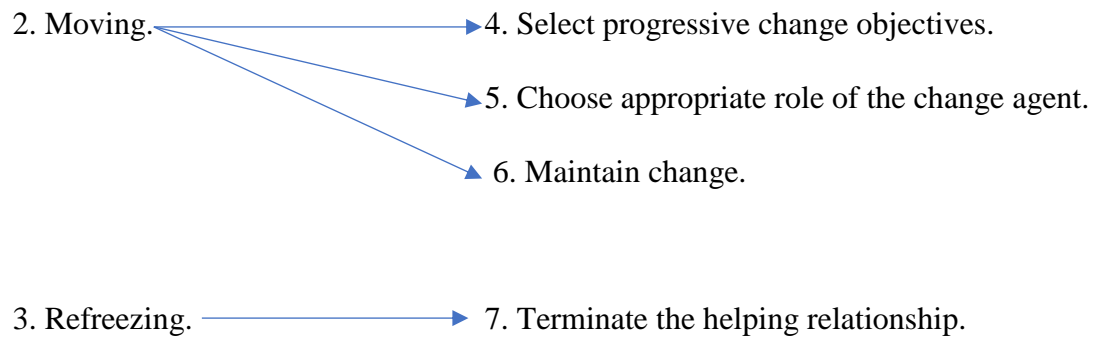 2. Moving. 4. Select progressive change objectives.
5. Choose appropriate role of the change agent.
6. Maintain change.
3. Refreezing. 7. Terminate the helping relationship.